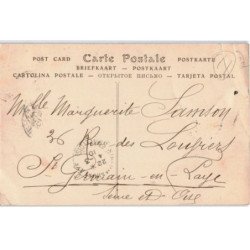 POST CARD Carte Postale POSTKARTE
BRIEFKAART — POSTKAART
CARTOLINA POSTALE — ОТКРЫТОЕ ПИСЬМО — TARJETA POSTAL
Mlle Marguerite Samson
36 Rue des Louviers
St Germain-en-Laye
Seine et Oise